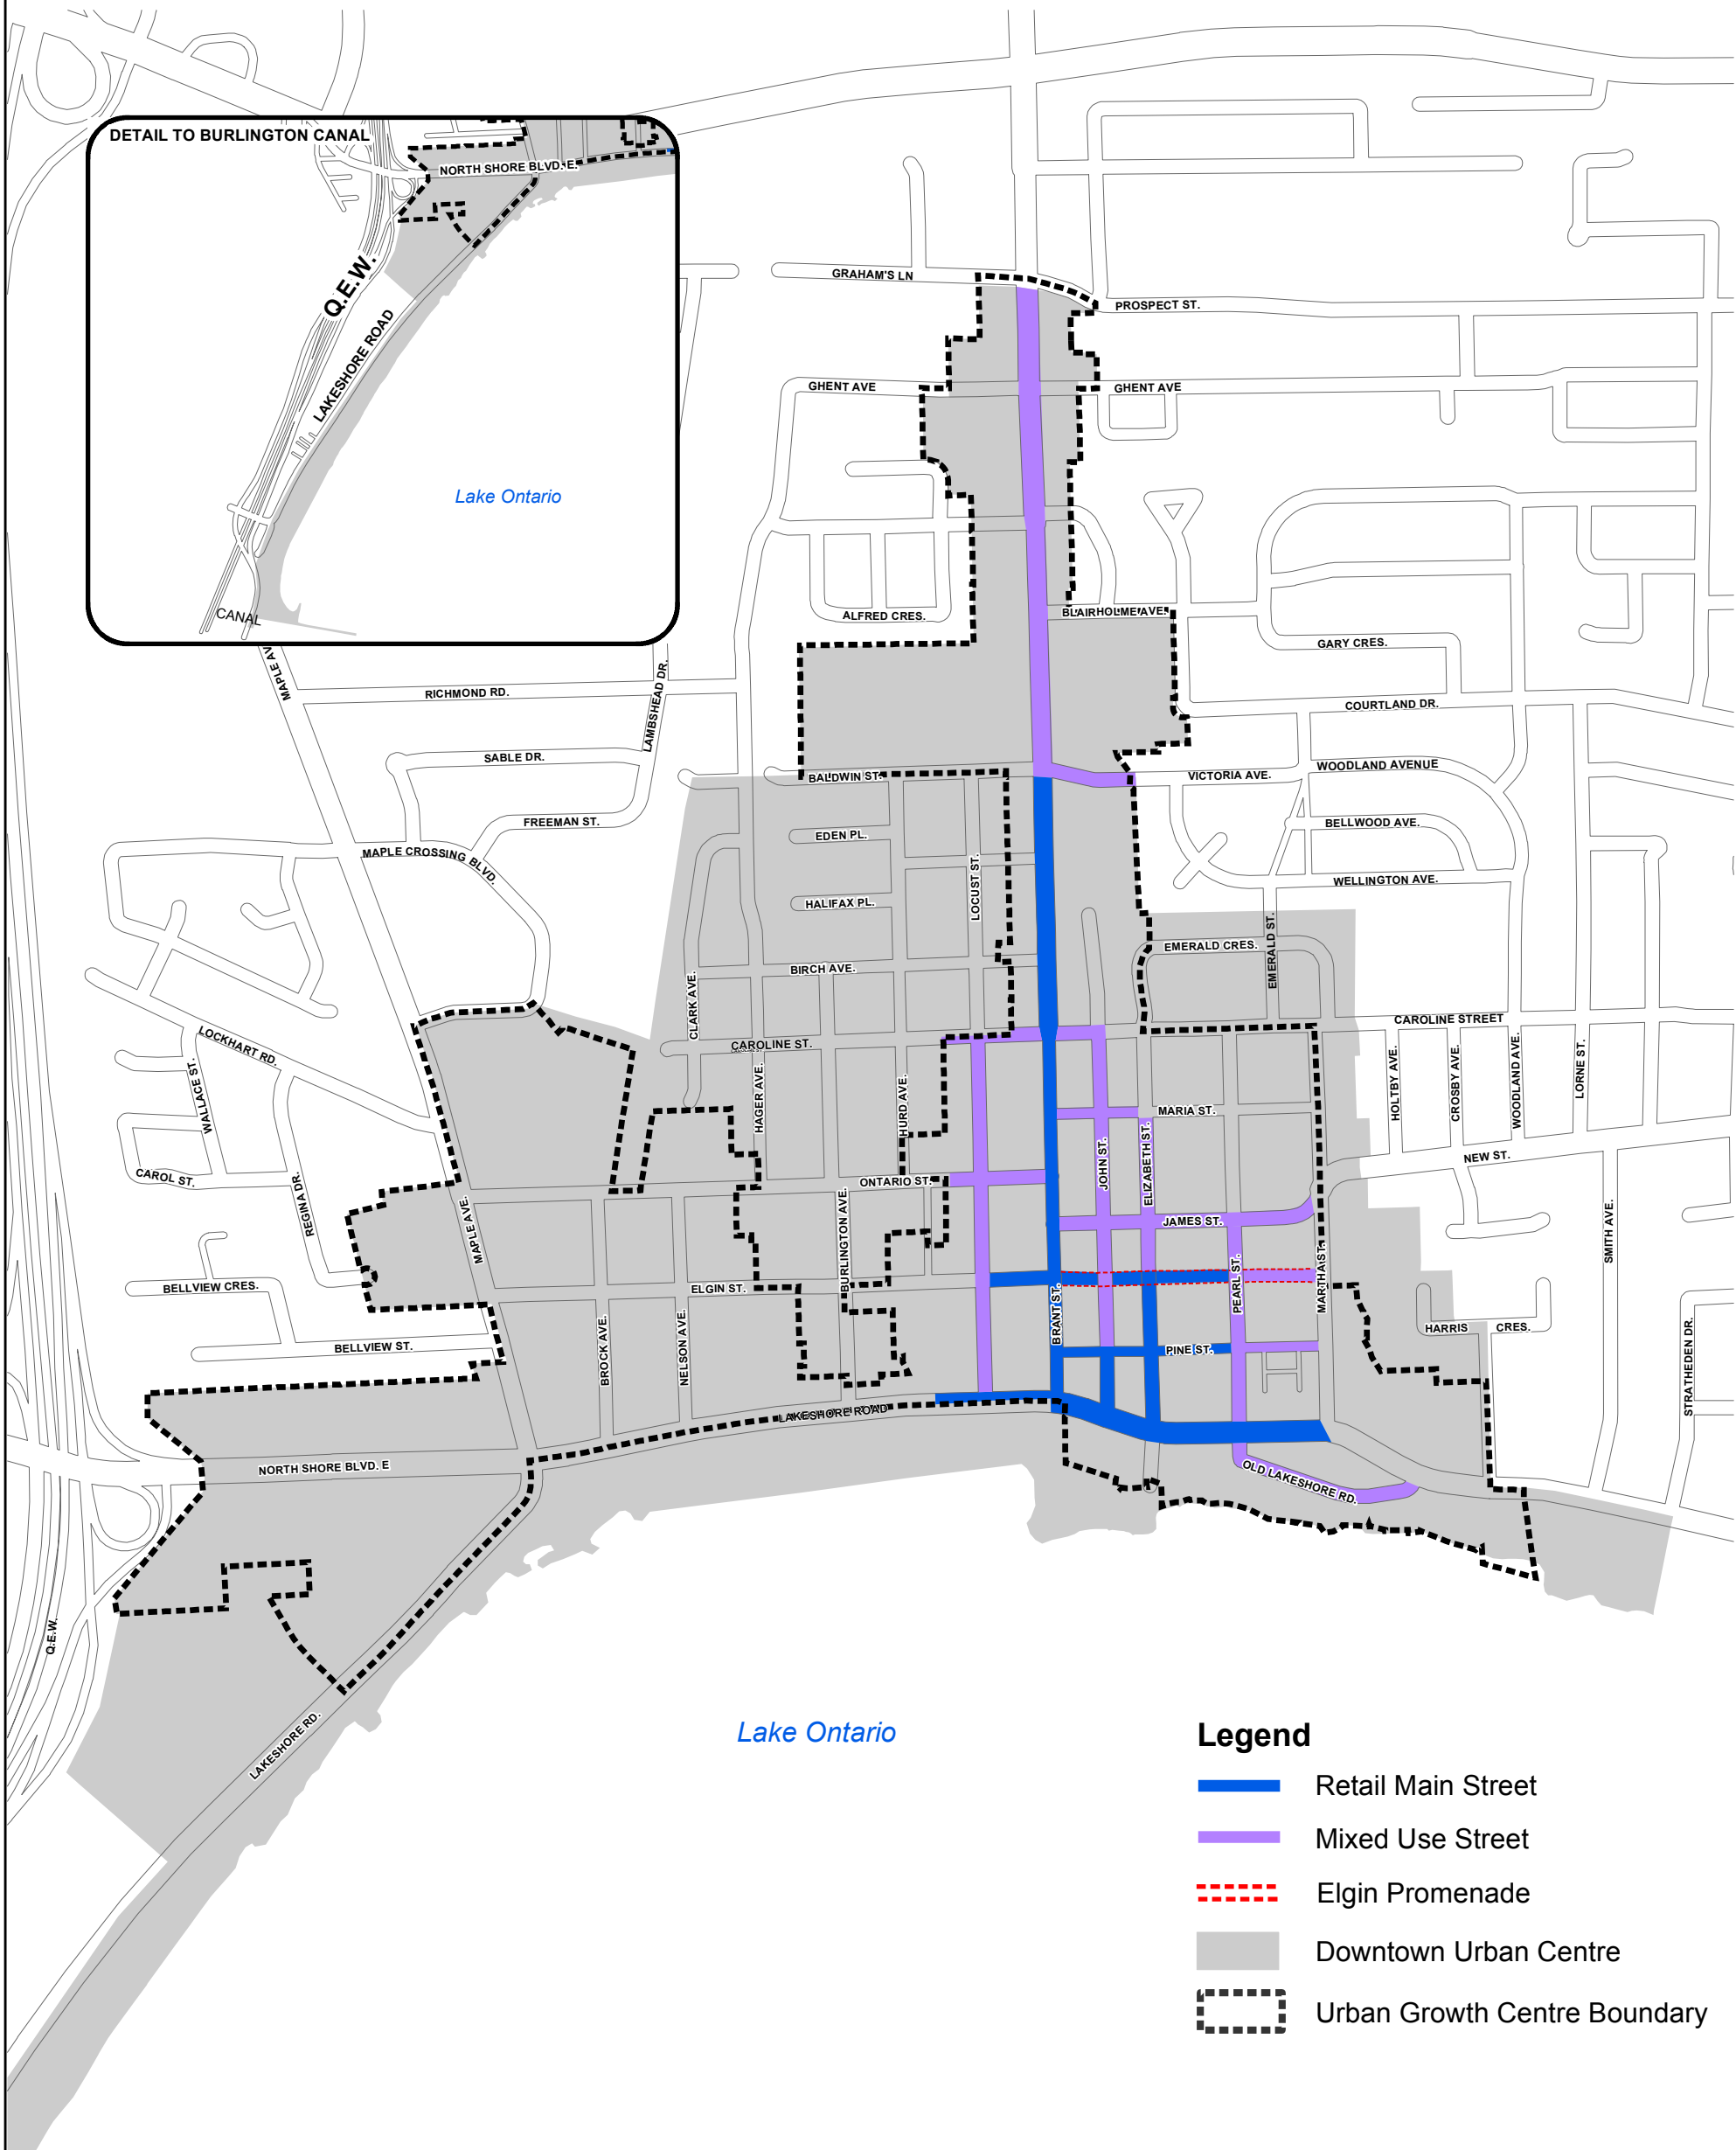 DETAIL TO BURLINGTON CANAL
NORTH SHORE BLVD. E.
Q.E.W.
LAKESHORE ROAD
Lake Ontario
CANAL
GRAHAM'S LN
PROSPECT ST.
GHENT AVE
GHENT AVE
ALFRED CRES.
BLAIRHOLME AVE.
GARY CRES.
MAPLE AV
RICHMOND RD.
LAMBSHEAD DR.
COURTLAND DR.
SABLE DR.
BALDWIN ST.
VICTORIA AVE.
WOODLAND AVENUE
FREEMAN ST.
EDEN PL.
BELLWOOD AVE.
MAPLE CROSSING BLVD.
LOCUST ST.
WELLINGTON AVE.
HALIFAX PL.
EMERALD CRES.
EMERALD ST.
BIRCH AVE.
CLARK AVE.
CAROLINE STREET
LOCKHART RD.
CAROLINE ST.
WALLACE ST.
HAGER AVE.
HURD AVE.
MARIA ST.
HOLTBY AVE.
CROSBY AVE.
WOODLAND AVE.
LORNE ST.
JOHN ST.
ELIZABETH ST.
NEW ST.
CAROL ST.
REGINA DR.
ONTARIO ST.
MAPLE AVE.
BURLINGTON AVE.
JAMES ST.
SMITH AVE.
BELLVIEW CRES.
ELGIN ST.
PEARL ST.
MARTHA ST.
BRANT ST.
HARRIS CRES.
BELLVIEW ST.
BROCK AVE.
NELSON AVE.
PINE ST.
STRATHEDEN DR.
LAKESHORE ROAD
NORTH SHORE BLVD. E
OLD LAKESHORE RD.
Q.E.W.
LAKESHORE RD.
Lake Ontario
Legend
Retail Main Street
Mixed Use Street
Elgin Promenade
Downtown Urban Centre
Urban Growth Centre Boundary